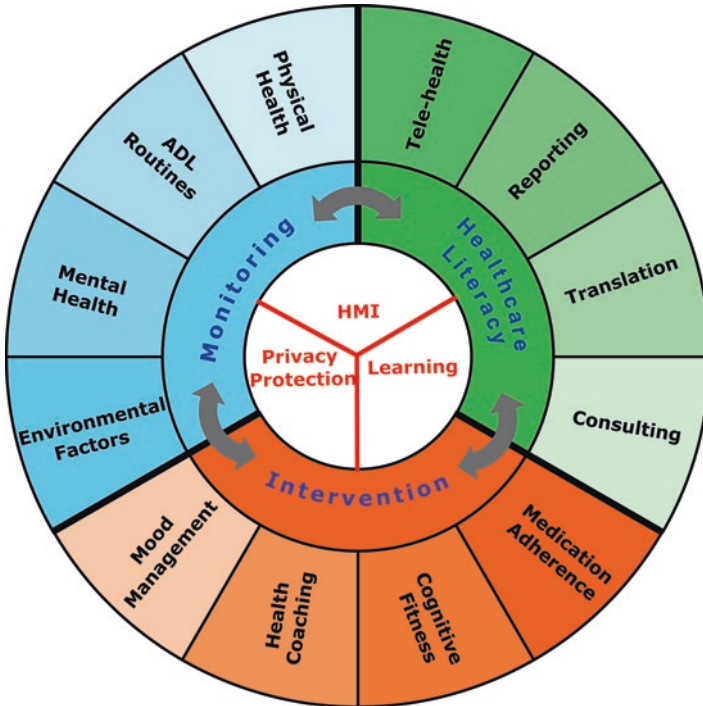 Physical
Health
Tele-health
Reporting
Translation
Consulting
Medication
Adherence
Cognitive
Fitness
Health
Coaching
Mood
Management
Environmental
Factors
Mental
Health
ADL
Routines
Monitoring
Healthcare
Literacy
Intervention
HMI
Privacy
Protection
Learning